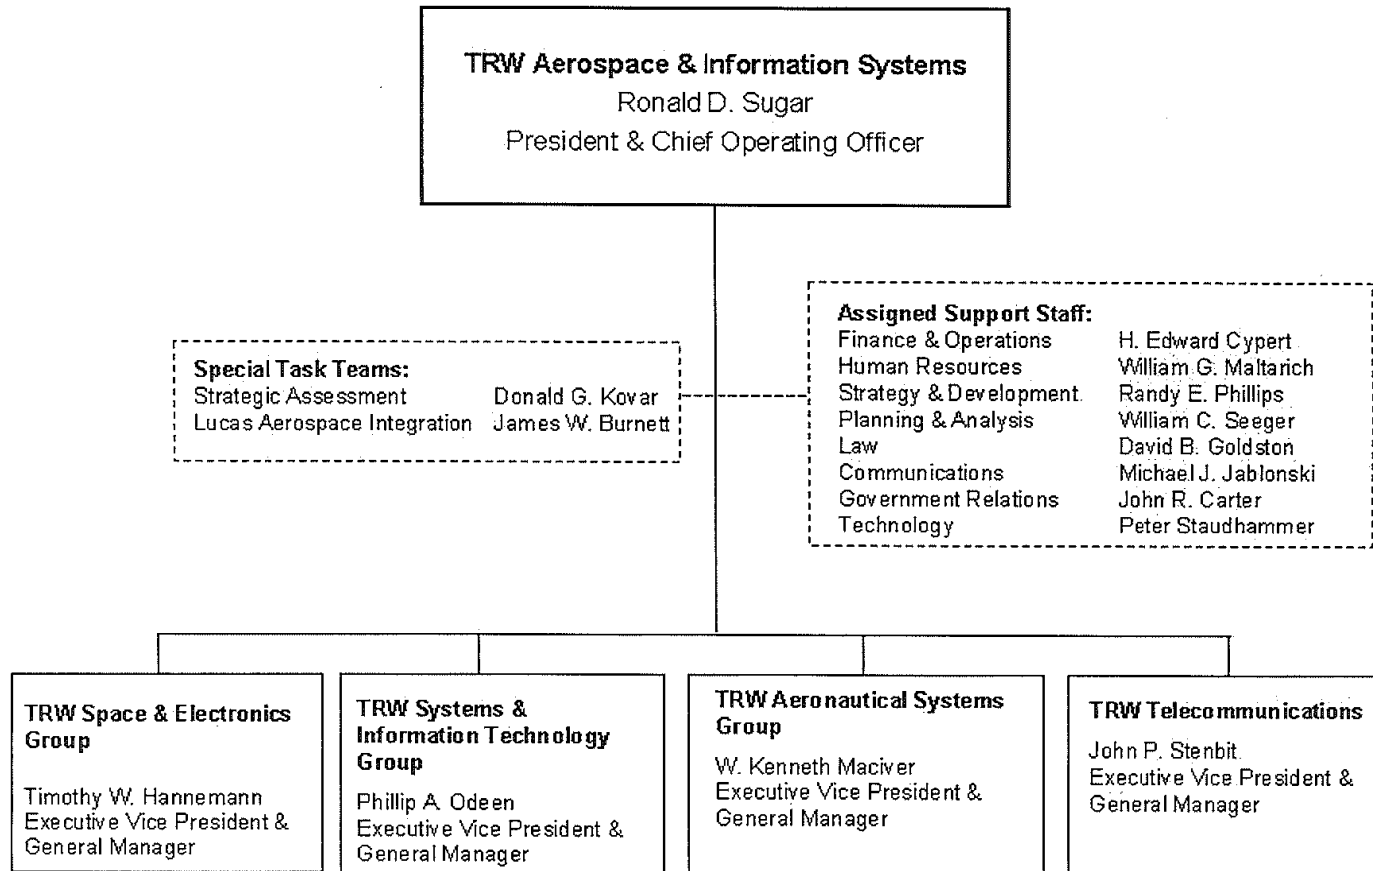 TRW Aerospace & Information Systems
Ronald D. Sugar
President & Chief Operating Officer
Special Task Teams:
Strategic Assessment Donald G. Kovar
Lucas Aerospace Integration James W. Burnett
Assigned Support Staff:
Finance & Operations H. Edward Cypert
Human Resources William G. Maltarich
Strategy & Development Randy E. Phillips
Planning & Analysis William C. Seeger
Law David B. Goldston
Communications Michael J. Jablonski
Government Relations John R. Carter
Technology Peter Staudhammer
TRW Space & Electronics
Group
Timothy W. Hannemann
Executive Vice President &
General Manager
TRW Systems &
Information Technology
Group
Phillip A. Odeen
Executive Vice President &
General Manager
TRW Aeronautical Systems
Group
W. Kenneth Maciver
Executive Vice President &
General Manager
TRW Telecommunications
John P. Stenbit
Executive Vice President &
General Manager